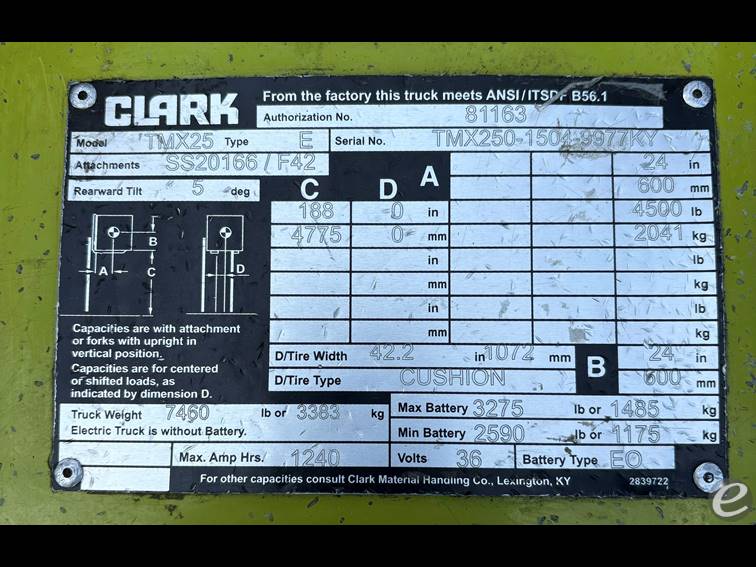 CLARK From the factory this truck meets ANSI/ITSDF B56.1
Authorization No. 81163
Model TMX25 Type E Serial No. TMX250-1504-9977KY
Attachments SS20166 / F42 24 in
Rearward Tilt 5 deg C D A 600 mm
188 0 in 4500 lb
4775 0 mm 2041 kg
in lb
mm kg
in lb
mm kg
B
A C D
Capacities are with attachment
or forks with upright in
vertical position.
Capacities are for centered
or shifted loads, as
indicated by dimension D.
D/Tire Width 42.2 in 1072 mm B 24 in
D/Tire Type CUSHION 600 mm
Truck Weight 7460 lb or 3383 kg Max Battery 3275 lb or 1485 kg
Electric Truck is without Battery. Min Battery 2590 lb or 1175 kg
Max. Amp Hrs. 1240 Volts 36 Battery Type EO
For other capacities consult Clark Material Handling Co., Lexington, KY 2839722
e